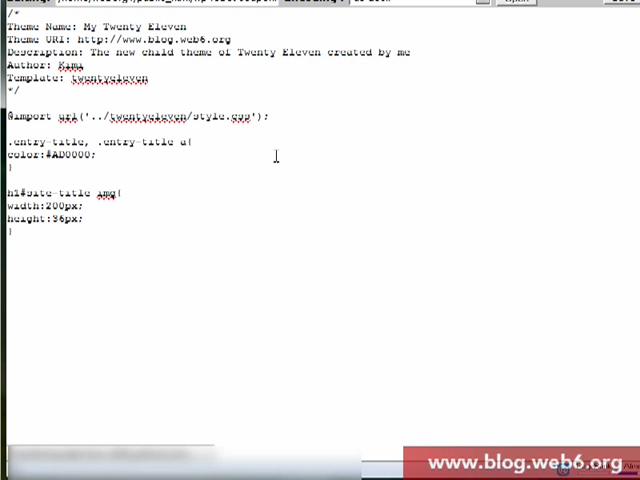 /*
Theme Name: My Twenty Eleven
Theme URI: http://www.blog.web6.org
Description: The new child theme of Twenty Eleven created by me
Author: Kimi
Template: twentyeleven
*/
@import url('../twentyeleven/style.css');
.entry-title, .entry-title a{
color:#AD0000;
}
h1#site-title img{
width:200px;
height:36px;
}
www.blog.web6.org